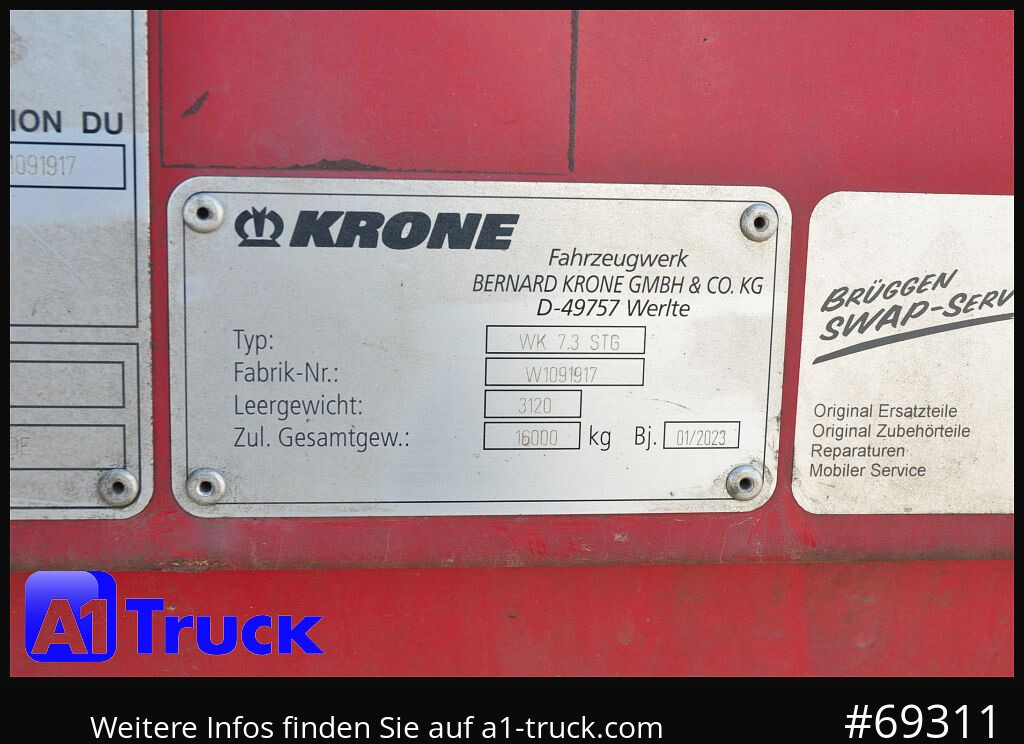 ION DU
1091917
KRONE
Fahrzeugwerk
BERNARD KRONE GMBH & CO. KG
D-49757 Werlte
Typ: WK 7.3 STG
Fabrik-Nr.: W1091917
Leergewicht: 3120
Zul. Gesamtgew.: 16000 kg Bj. 01/2023
DE
BRÜGGEN
SWAP-SERV
Original Ersatzteile
Original Zubehörteile
Reparaturen
Mobiler Service
A1 Truck
Weitere Infos finden Sie auf a1-truck.com
#69311